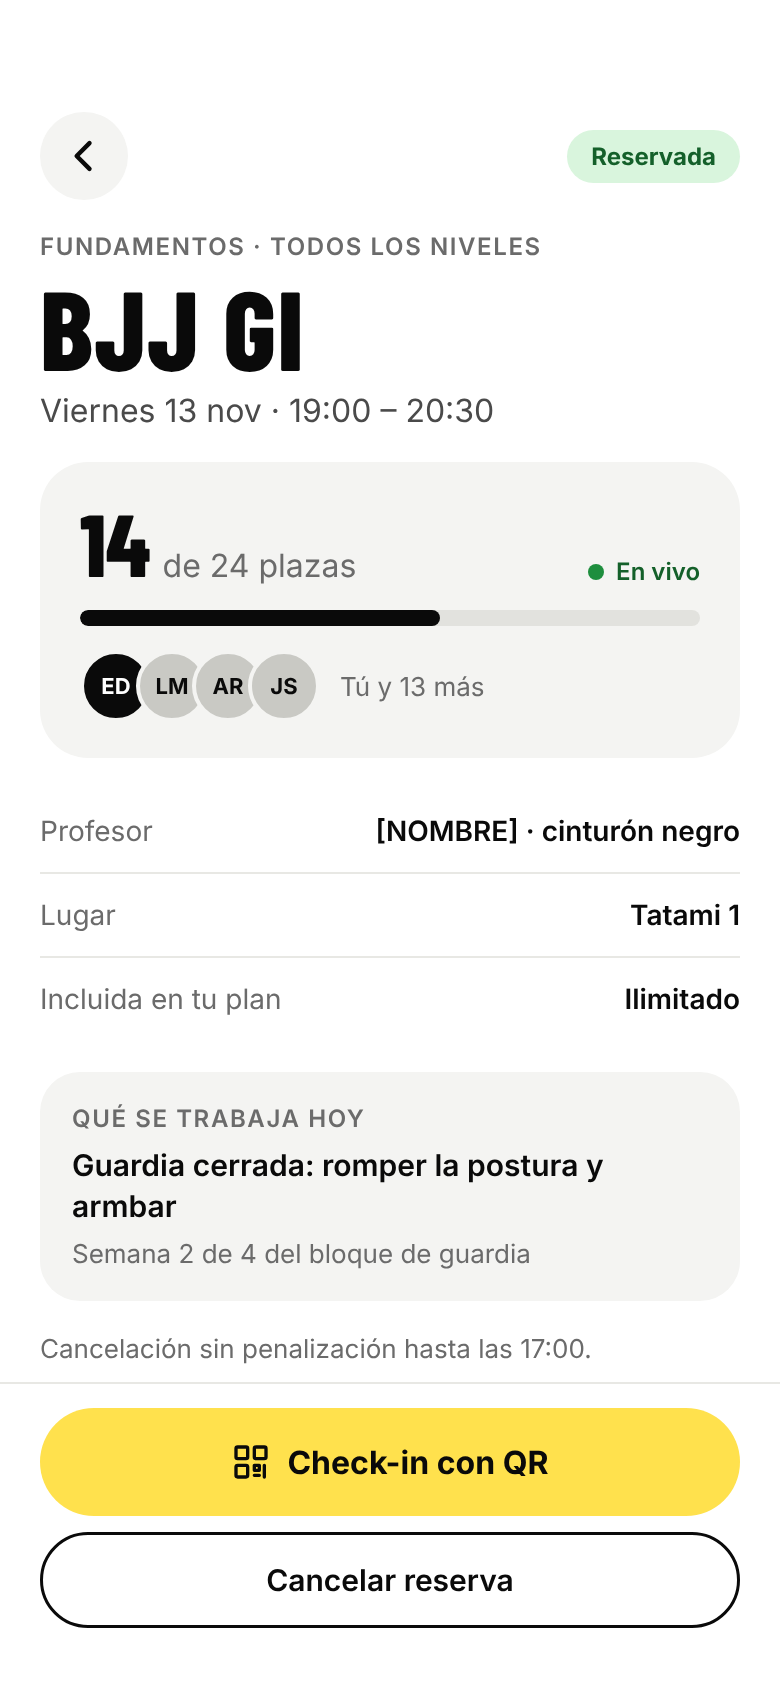 Reservada
FUNDAMENTOS · TODOS LOS NIVELES
BJJ GI
Viernes 13 nov · 19:00 – 20:30
14 de 24 plazas
En vivo
ED LM AR JS Tú y 13 más
Profesor [NOMBRE] · cinturón negro
Lugar Tatami 1
Incluida en tu plan Ilimitado
QUÉ SE TRABAJA HOY
Guardia cerrada: romper la postura y
armbar
Semana 2 de 4 del bloque de guardia
Cancelación sin penalización hasta las 17:00.
Check-in con QR
Cancelar reserva